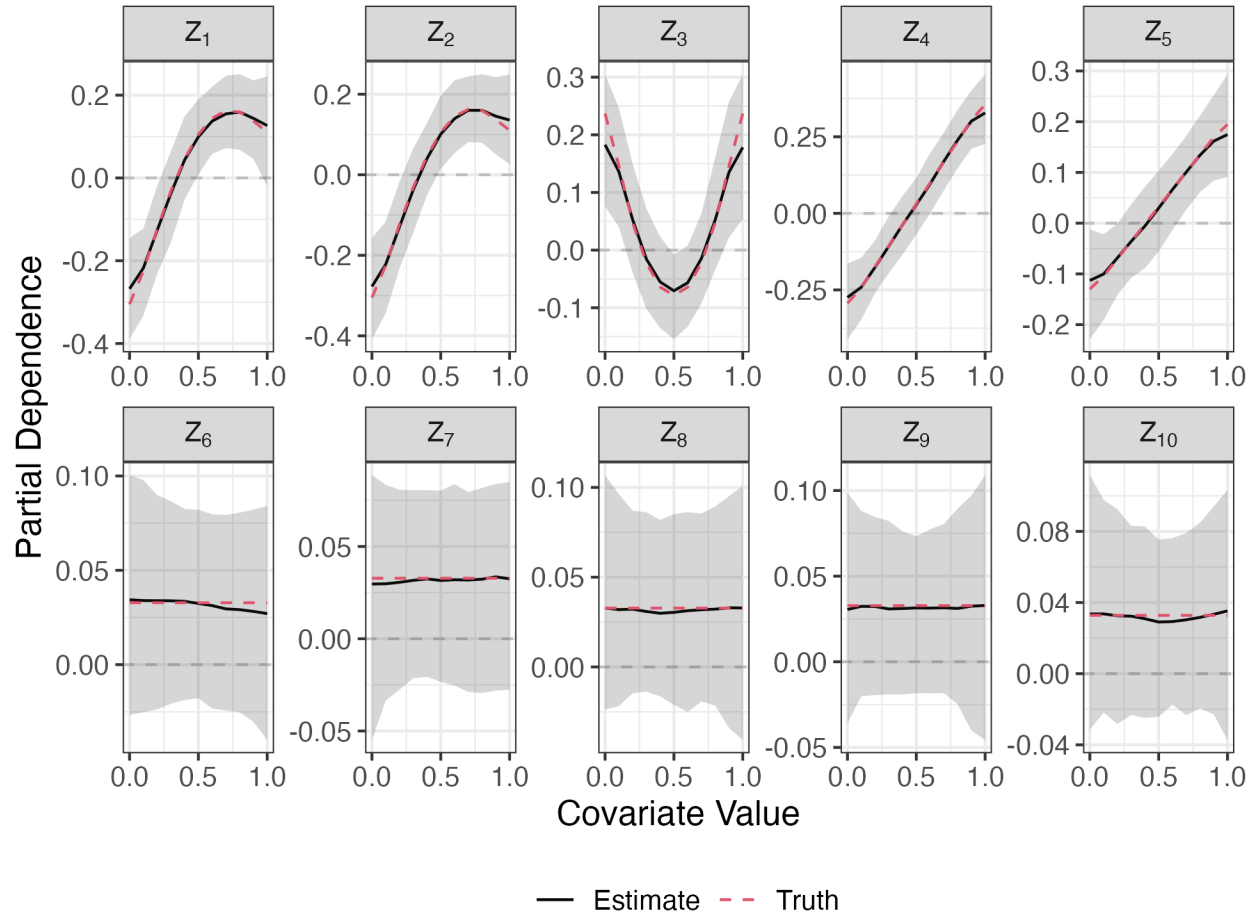 Z1 Z2 Z3 Z4 Z5
0.2 0.2 0.3 0.25 0.3
0.0 0.0 0.2 0.00 0.2
-0.2 -0.2 0.1 -0.25 0.1
-0.4 -0.4 0.0 0.0
-0.1 -0.1
-0.2
0.0 0.5 1.0 0.0 0.5 1.0 0.0 0.5 1.0 0.0 0.5 1.0 0.0 0.5 1.0
Partial Dependence
Z6 Z7 Z8 Z9 Z10
0.10 0.05 0.10 0.10 0.08
0.05 0.00 0.05 0.05 0.04
0.00 -0.05 0.00 0.00 0.00
-0.05 -0.04
0.0 0.5 1.0 0.0 0.5 1.0 0.0 0.5 1.0 0.0 0.5 1.0 0.0 0.5 1.0
Covariate Value
Estimate Truth